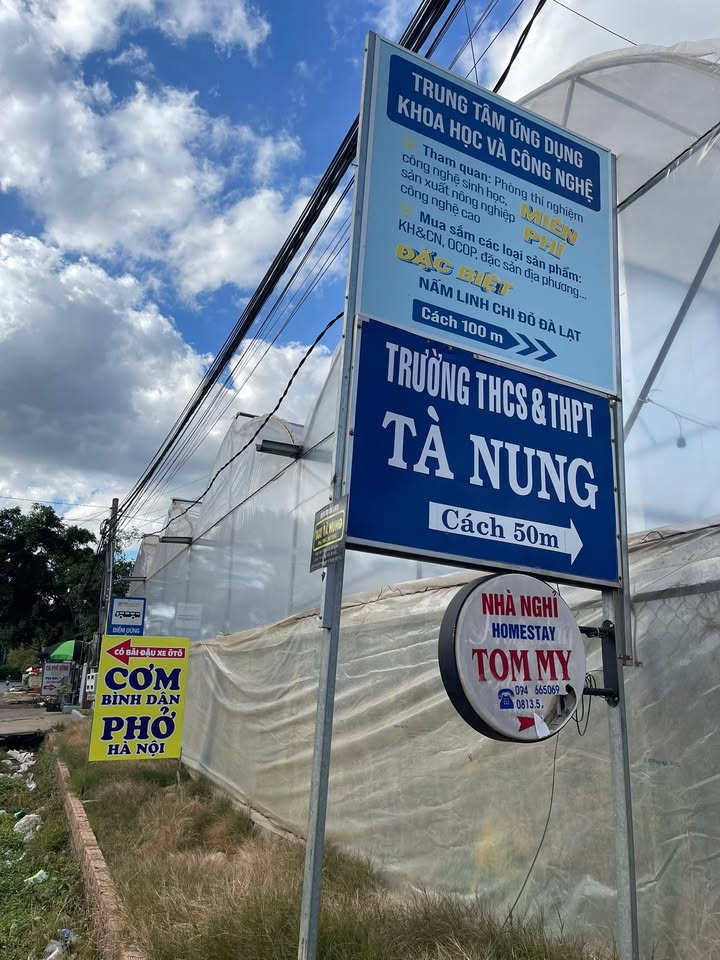 TRUNG TÂM ỨNG DỤNG
KHOA HỌC VÀ CÔNG NGHỆ
Tham quan: Phòng thí nghiệm
công nghệ sinh học,
sản xuất nông nghiệp
công nghệ cao
MIỄN
PHÍ
Mua sắm các loại sản phẩm:
KH&CN, OCOP, đặc sản địa phương...
ĐẶC BIỆT
NẤM LINH CHI ĐỎ ĐÀ LẠT
Cách 100 m
TRƯỜNG THCS & THPT
TÀ NUNG
Cách 50m
TÀ NUNG
NHÀ NGHỈ
HOMESTAY
TOM MY
094 665069
0813.5
ĐIỂM DỪNG
CÓ BÃI ĐẬU XE ÔTÔ
CƠM
BÌNH DÂN
PHỞ
HÀ NỘI